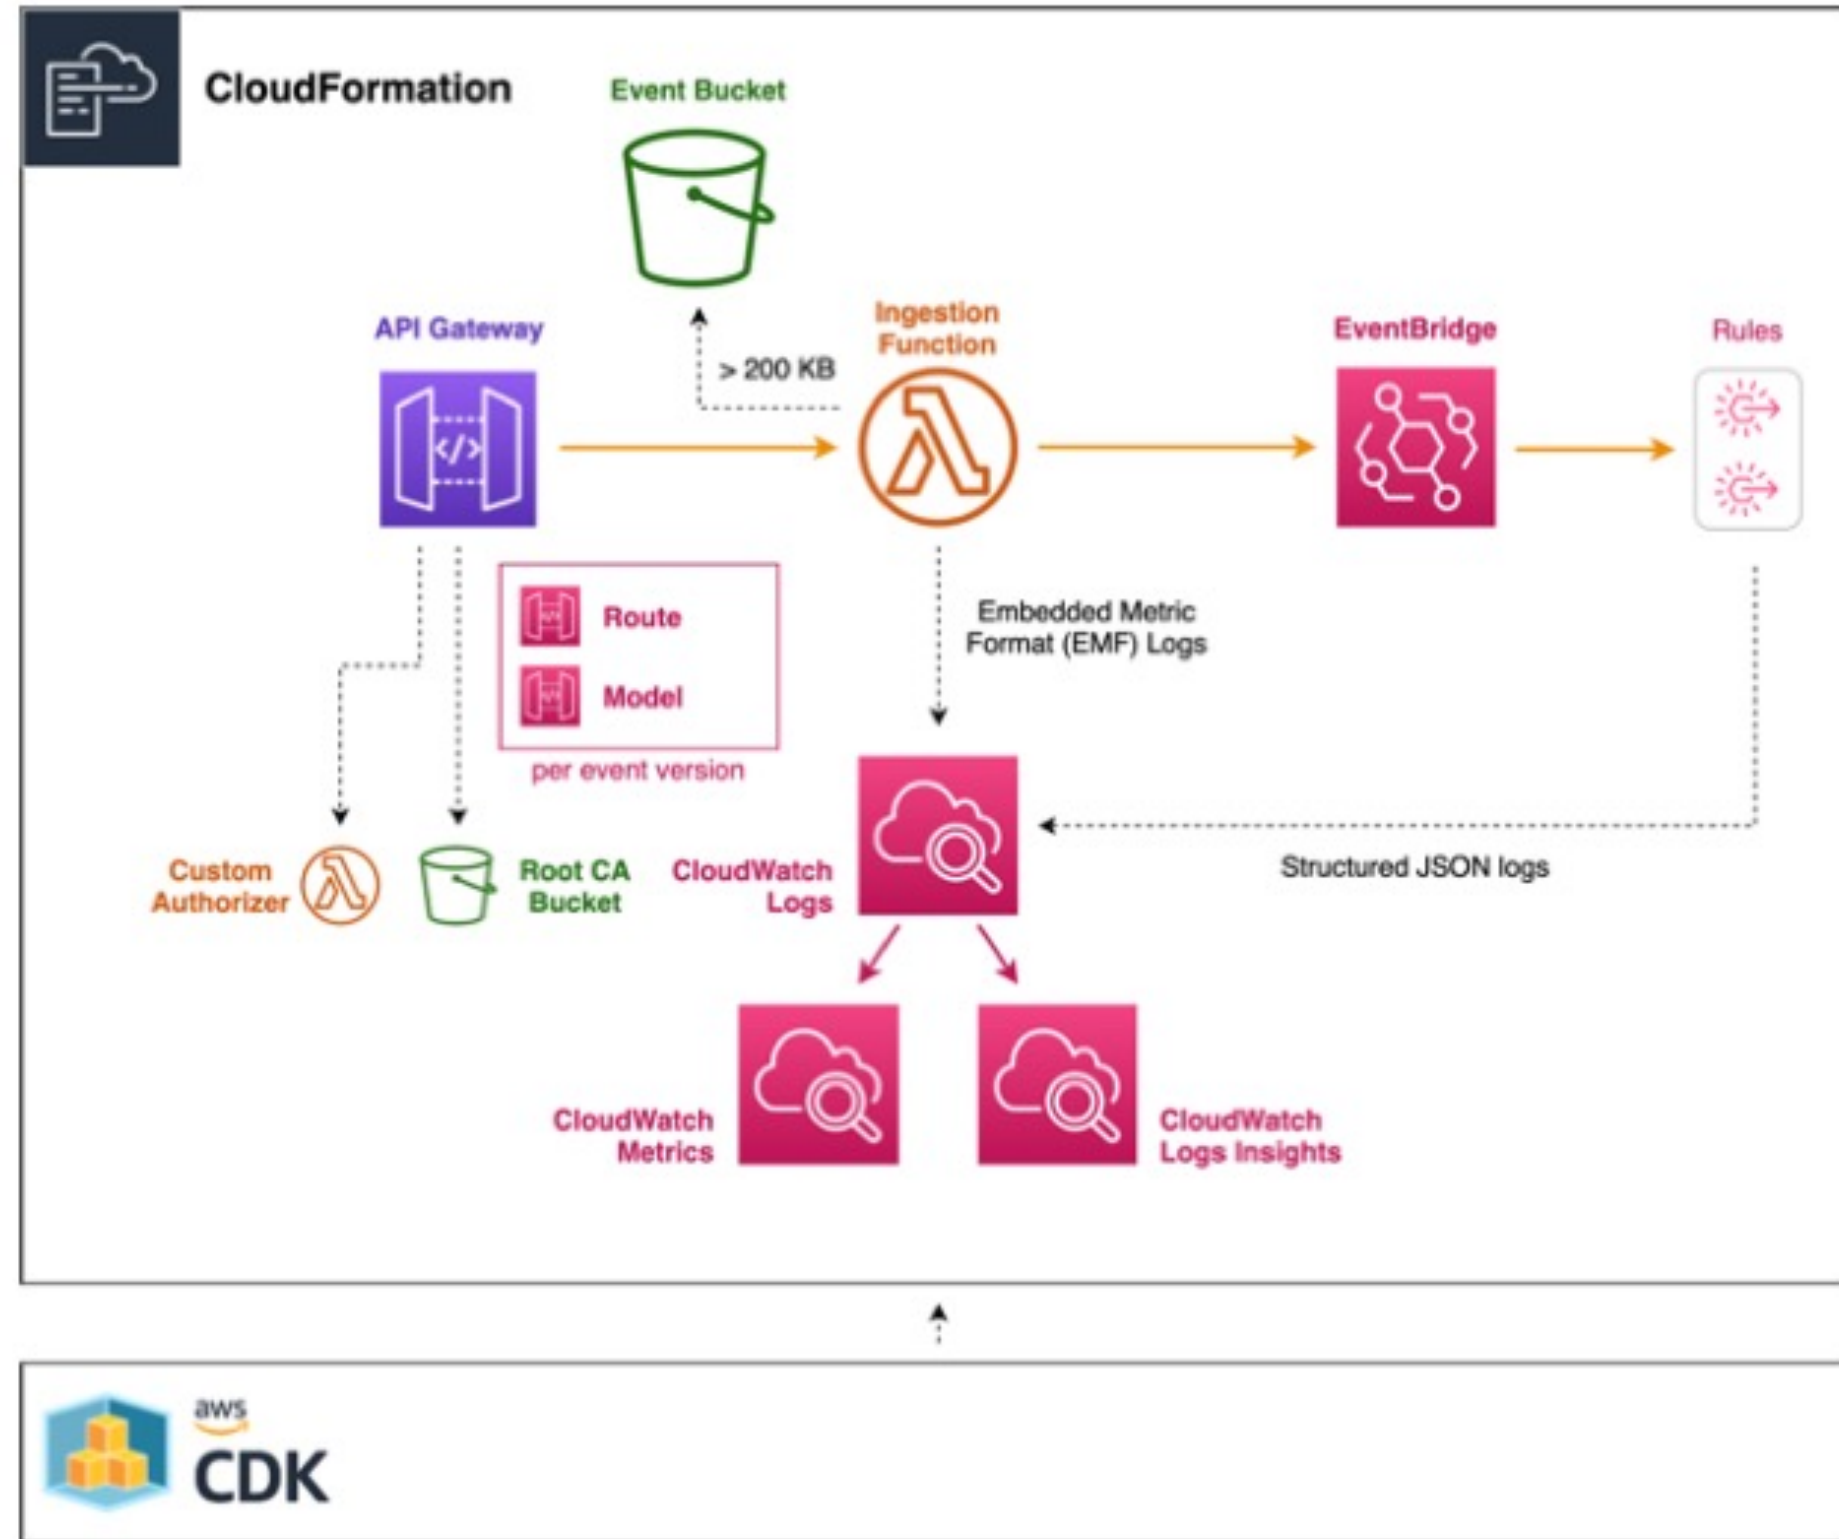 CloudFormation
Event Bucket
API Gateway
> 200 KB
Ingestion
Function
EventBridge
Rules
</>
Route
Model
per event version
Embedded Metric
Format (EMF) Logs
Custom
Authorizer
Root CA
Bucket
CloudWatch
Logs
Structured JSON logs
CloudWatch
Metrics
CloudWatch
Logs Insights
aws
CDK